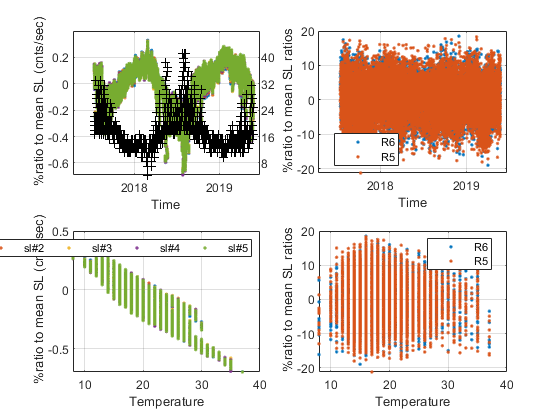 %ratio to mean SL (cnts/sec)
0.2
0
-0.2
-0.4
-0.6
40
32
24
16
8
2018
2019
Time
%ratio to mean SL ratios
20
10
0
-10
-20
R6
R5
2018
2019
Time
%ratio to mean SL (cnts/sec)
0.5
0
-0.5
sl#2 sl#3 sl#4 sl#5
10 20 30 40
Temperature
%ratio to mean SL ratios
20
10
0
-10
-20
R6
R5
10 20 30 40
Temperature